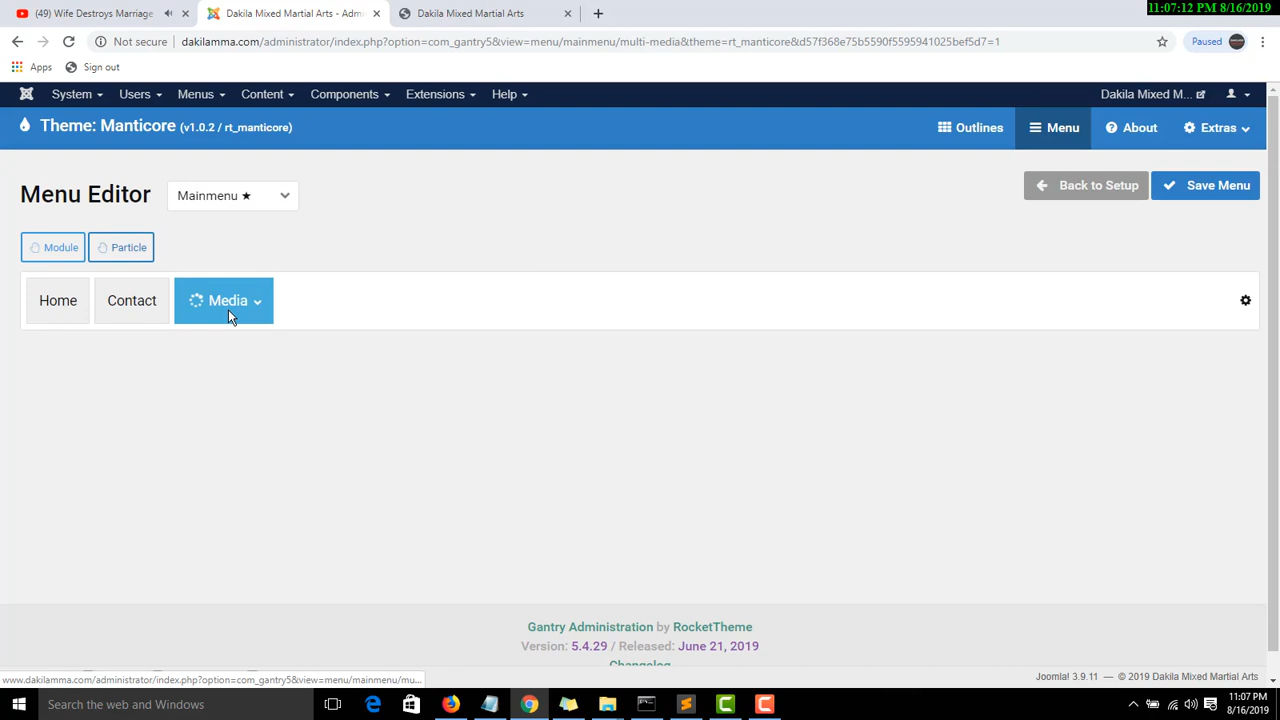 (49) Wife Destroys Marriage
Dakila Mixed Martial Arts - Admi
Dakila Mixed Martial Arts
11:07:12 PM 8/16/2019
Not secure
dakilamma.com/administrator/index.php?option=com_gantry5&view=menu/mainmenu/multi-media&theme=rt_manticore&d57f368e75b5590f5595941025bef5d7=1
Paused
Apps
Sign out
System
Users
Menus
Content
Components
Extensions
Help
Dakila Mixed M...
Theme: Manticore (v1.0.2 / rt_manticore)
Outlines
Menu
About
Extras
Menu Editor
Mainmenu ★
Back to Setup
Save Menu
Module
Particle
Home
Contact
Media
Gantry Administration by RocketTheme
Version: 5.4.29 / Released: June 21, 2019
Changelog
www.dakilamma.com/administrator/index.php?option=com_gantry5&view=menu/mainmenu/mu...
Joomla! 3.9.11 — © 2019 Dakila Mixed Martial Arts
Search the web and Windows
11:07 PM
8/16/2019